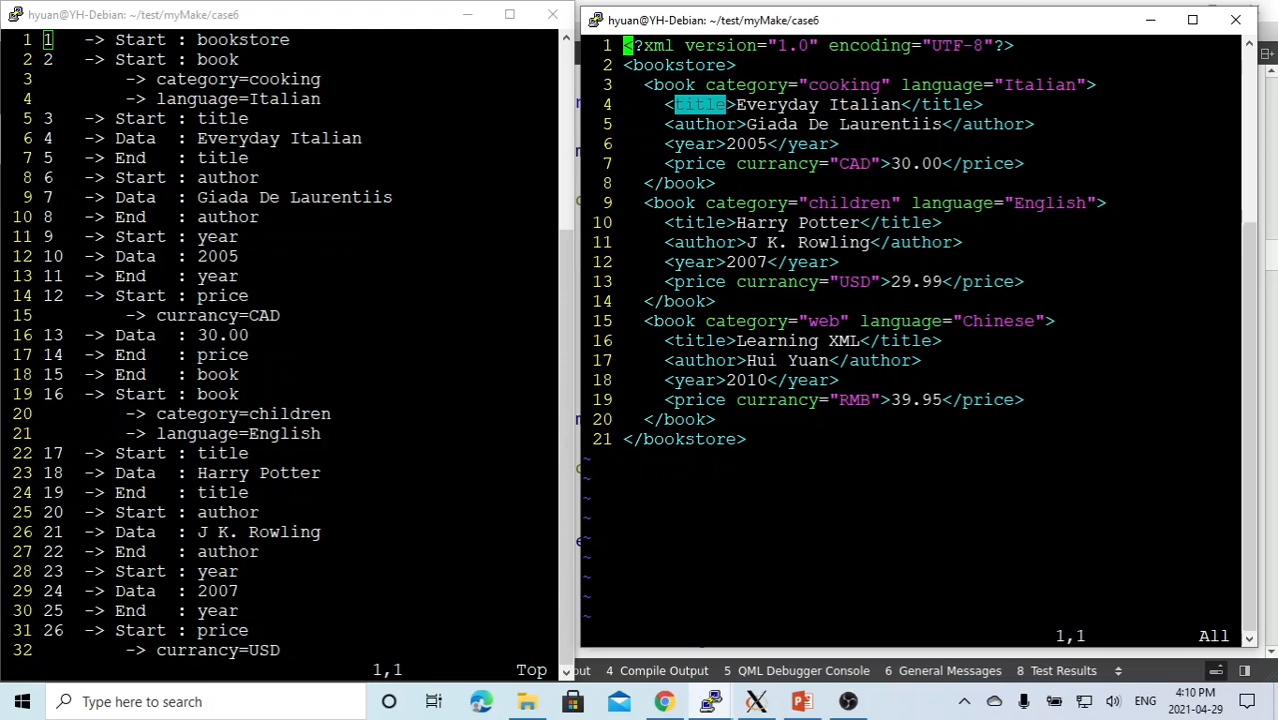 hyuan@YH-Debian: ~/test/myMake/case6
1 1 -> Start : bookstore
2 2 -> Start : book
3 -> category=cooking
4 -> language=Italian
5 3 -> Start : title
6 4 -> Data : Everyday Italian
7 5 -> End : title
8 6 -> Start : author
9 7 -> Data : Giada De Laurentiis
10 8 -> End : author
11 9 -> Start : year
12 10 -> Data : 2005
13 11 -> End : year
14 12 -> Start : price
15 -> currancy=CAD
16 13 -> Data : 30.00
17 14 -> End : price
18 15 -> End : book
19 16 -> Start : book
20 -> category=children
21 -> language=English
22 17 -> Start : title
23 18 -> Data : Harry Potter
24 19 -> End : title
25 20 -> Start : author
26 21 -> Data : J K. Rowling
27 22 -> End : author
28 23 -> Start : year
29 24 -> Data : 2007
30 25 -> End : year
31 26 -> Start : price
32 -> currancy=USD
1,1 Top
hyuan@YH-Debian: ~/test/myMake/case6
1 <?xml version="1.0" encoding="UTF-8"?>
2 <bookstore>
3 <book category="cooking" language="Italian">
4 <title>Everyday Italian</title>
5 <author>Giada De Laurentiis</author>
6 <year>2005</year>
7 <price currancy="CAD">30.00</price>
8 </book>
9 <book category="children" language="English">
10 <title>Harry Potter</title>
11 <author>J K. Rowling</author>
12 <year>2007</year>
13 <price currancy="USD">29.99</price>
14 </book>
15 <book category="web" language="Chinese">
16 <title>Learning XML</title>
17 <author>Hui Yuan</author>
18 <year>2010</year>
19 <price currancy="RMB">39.95</price>
20 </book>
21 </bookstore>
~
~
~
~
~
~
~
~
~
1,1 All
put 4 Compile Output 5 QML Debugger Console 6 General Messages 8 Test Results
Type here to search
ENG
4:10 PM
2021-04-29